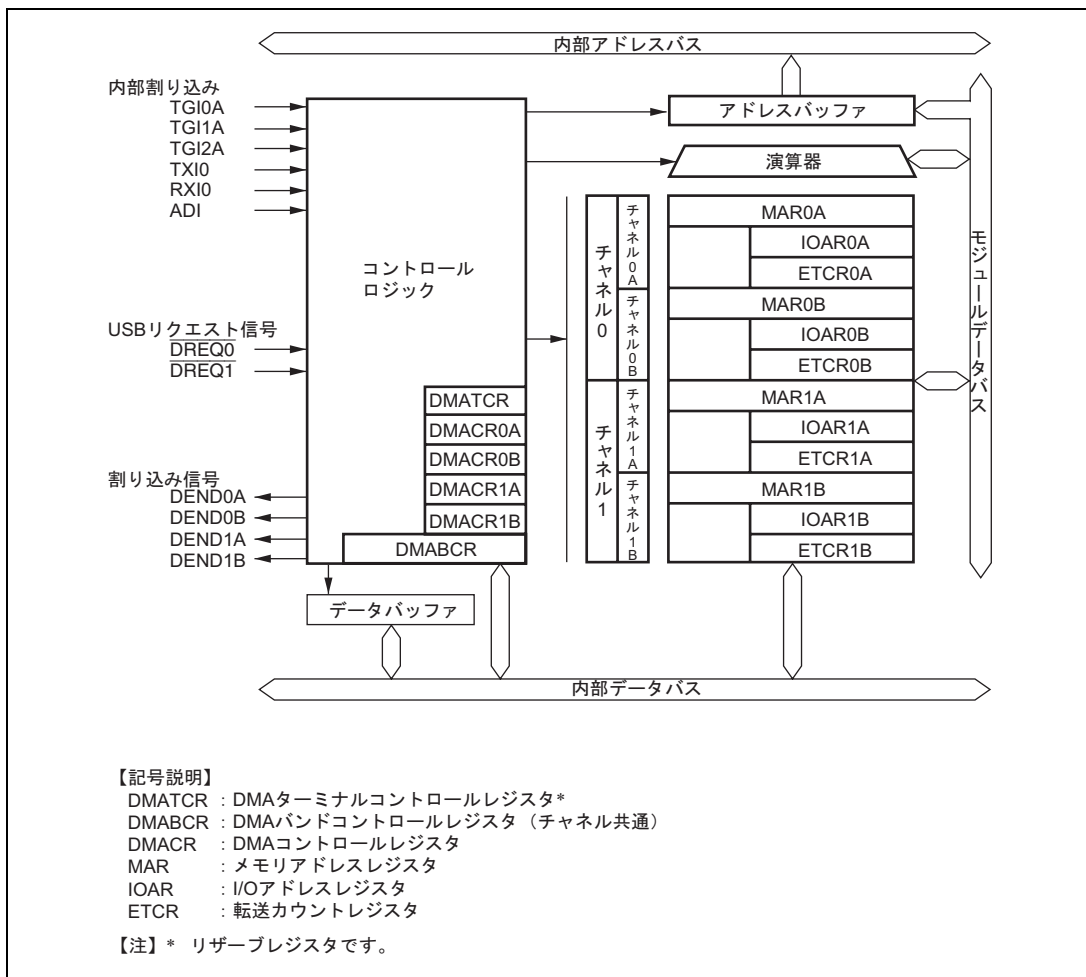 内部アドレスバス
内部割り込み
TGI0A
TGI1A
TGI2A
TXI0
RXI0
ADI
コントロール
ロジック
USBリクエスト信号
DREQ0
DREQ1
割り込み信号
DEND0A
DEND0B
DEND1A
DEND1B
DMATCR
DMACR0A
DMACR0B
DMACR1A
DMACR1B
DMABCR
データバッファ
アドレスバッファ
演算器
チャネル0
チャネル0A
チャネル0B
チャネル1
チャネル1A
チャネル1B
MAR0A
IOAR0A
ETCR0A
MAR0B
IOAR0B
ETCR0B
MAR1A
IOAR1A
ETCR1A
MAR1B
IOAR1B
ETCR1B
モジュールデータバス
内部データバス
【記号説明】
DMATCR : DMAターミナルコントロールレジスタ*
DMABCR : DMAバンドコントロールレジスタ（チャネル共通）
DMACR : DMAコントロールレジスタ
MAR : メモリアドレスレジスタ
IOAR : I/Oアドレスレジスタ
ETCR : 転送カウントレジスタ
【注】* リザーブレジスタです。